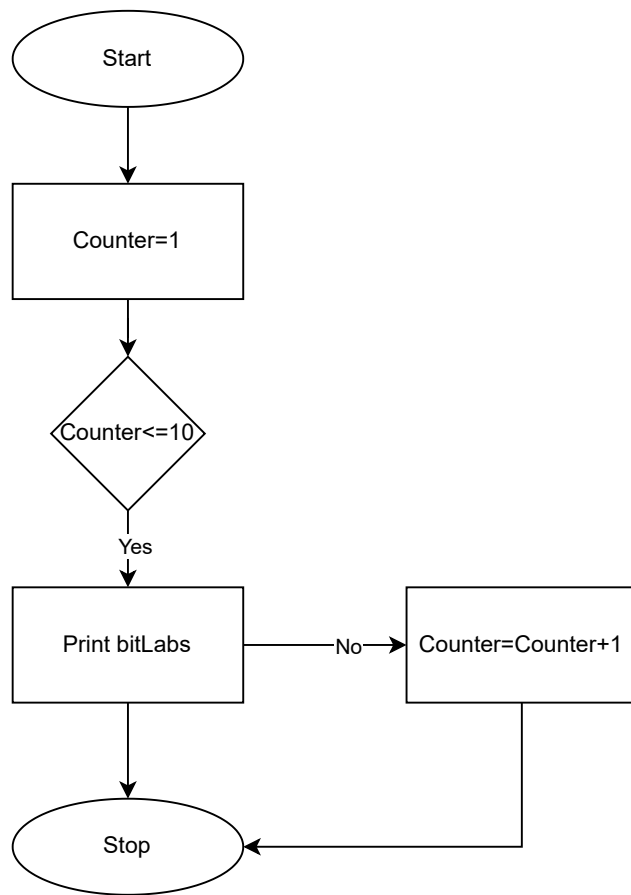 Start
Counter=1
Counter<=10
Yes
Print bitLabs
No
Counter=Counter+1
Stop